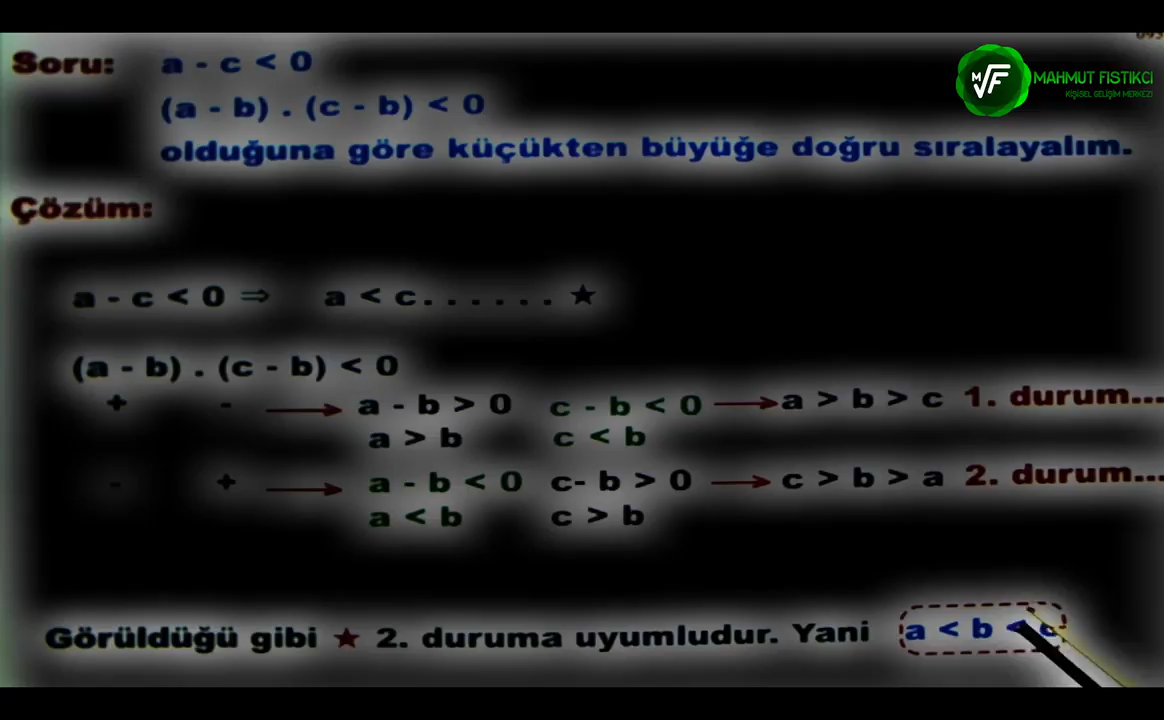 Soru: a - c < 0
(a - b) . (c - b) < 0
olduğuna göre küçükten büyüğe doğru sıralayalım.
MAHMUT FISTIKCI
KİŞİSEL GELİŞİM MERKEZİ
Çözüm:
a - c < 0 ⇒ a < c. . . . . . ★
(a - b) . (c - b) < 0
+ - → a - b > 0 c - b < 0 → a > b > c 1. durum...
a > b c < b
- + → a - b < 0 c- b > 0 → c > b > a 2. durum...
a < b c > b
Görüldüğü gibi ★ 2. duruma uyumludur. Yani a < b < c